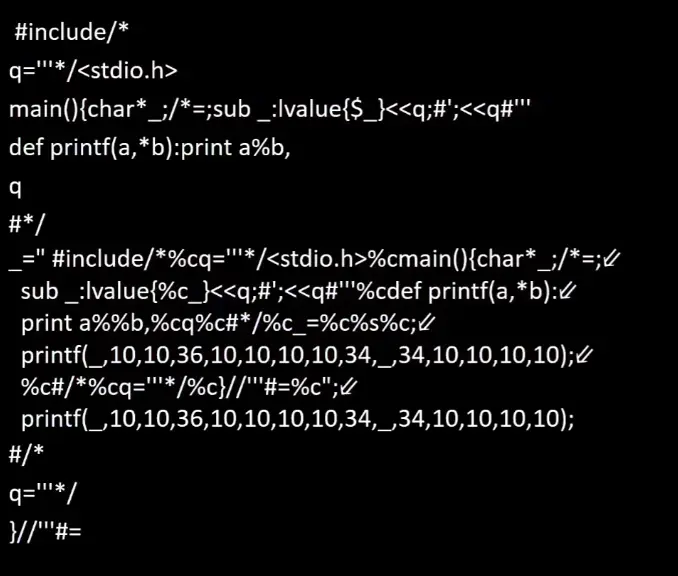 #include/*
q='''*/<stdio.h>
main(){char*_;/*=;sub _:lvalue{$_}<<q;#';<<q#'''
def printf(a,*b):print a%b,
q
#*/
_=" #include/*%cq='''*/<stdio.h>%cmain(){char*_;/*=;⇙
sub _:lvalue{%c_}<<q;#';<<q#'''%cdef printf(a,*b):⇙
print a%%b,%cq%c#*/%c_=%c%s%c;⇙
printf(_,10,10,36,10,10,10,10,34,_,34,10,10,10,10);⇙
%c#/*%cq='''*/%c}//'''#=%c";⇙
printf(_,10,10,36,10,10,10,10,34,_,34,10,10,10,10);
#/*
q='''*/
}//'''#=